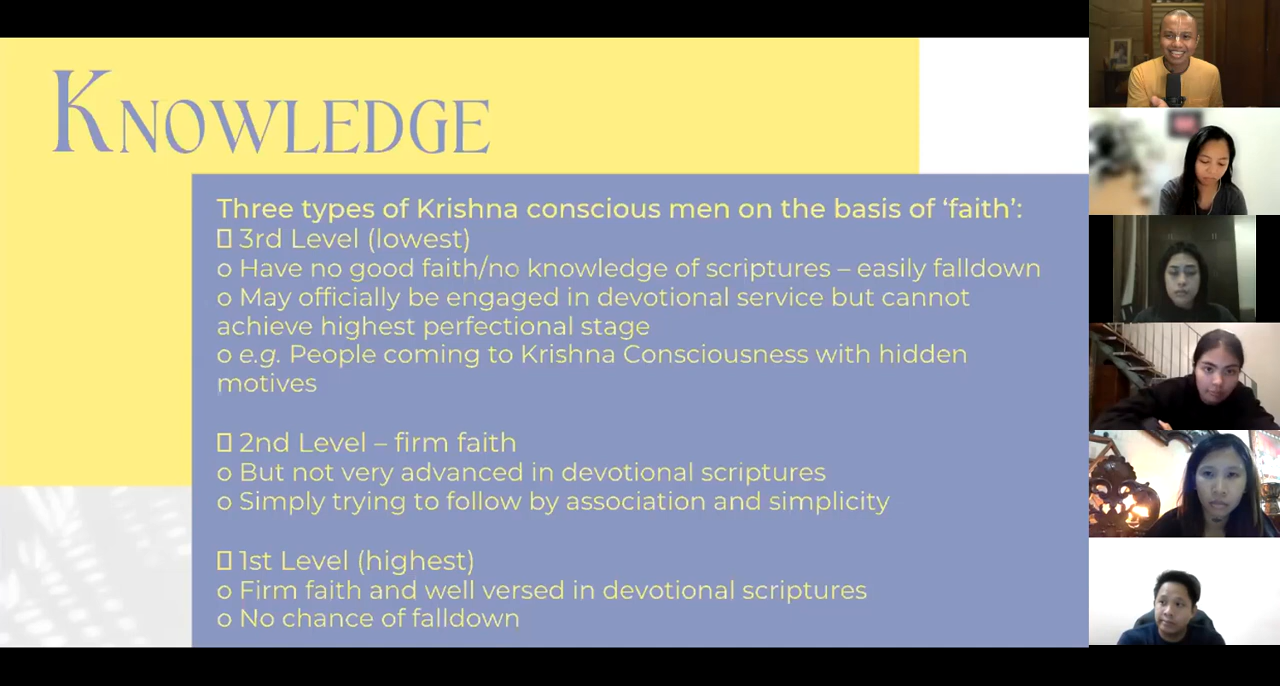 KNOWLEDGE
Three types of Krishna conscious men on the basis of ‘faith’:
▯ 3rd Level (lowest)
o Have no good faith/no knowledge of scriptures – easily falldown
o May officially be engaged in devotional service but cannot
achieve highest perfectional stage
o e.g. People coming to Krishna Consciousness with hidden
motives
▯ 2nd Level – firm faith
o But not very advanced in devotional scriptures
o Simply trying to follow by association and simplicity
▯ 1st Level (highest)
o Firm faith and well versed in devotional scriptures
o No chance of falldown